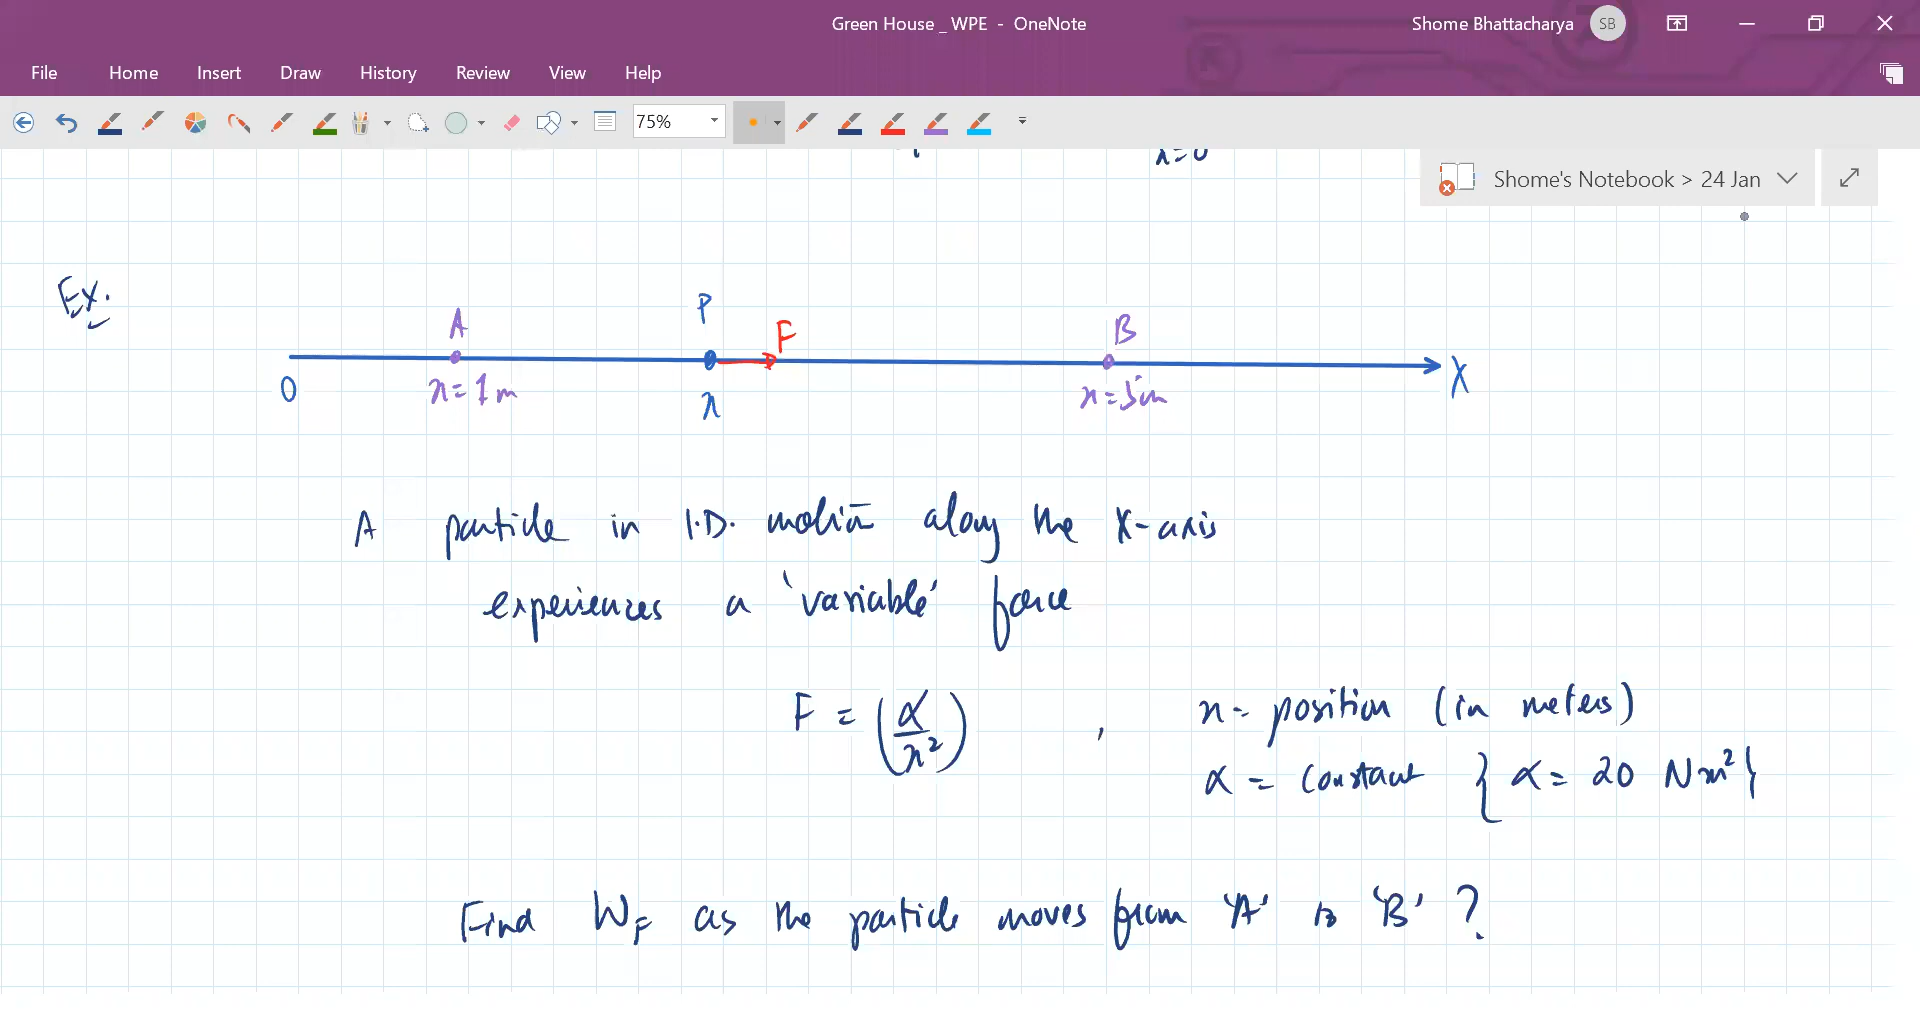 Green House _ WPE - OneNote
Shome Bhattacharya SB
File Home Insert Draw History Review View Help
75%
x=0
Shome's Notebook > 24 Jan
Ex.
P
A
F
B
O
x=1m
x
x=5m
X
A particle in 1.D. motion along the X-axis
experiences a 'variable' force
F = (α/x²) , x = position (in meters)
α = constant { α = 20 Nm² }
Find W_F as the particle moves from 'A' to 'B' ?